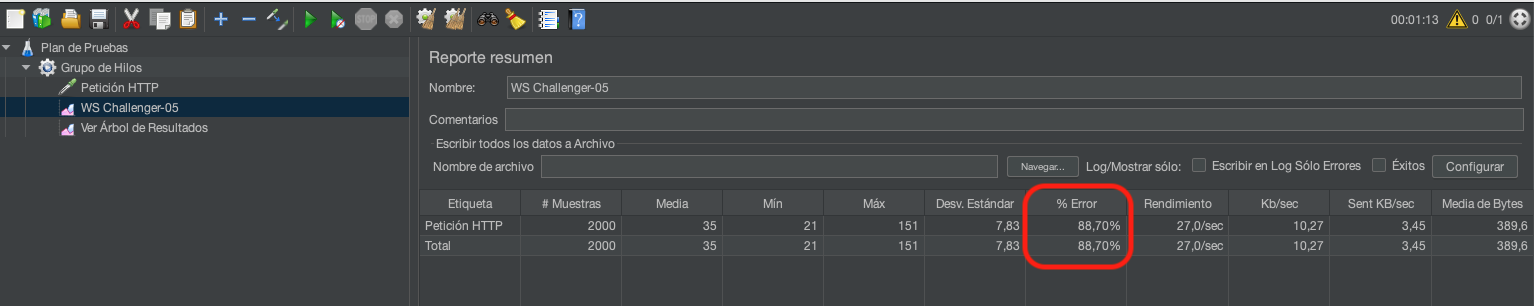 00:01:13 0 0/1
Plan de Pruebas
Grupo de Hilos
Petición HTTP
WS Challenger-05
Ver Árbol de Resultados
Reporte resumen
Nombre: WS Challenger-05
Comentarios
Escribir todos los datos a Archivo
Nombre de archivo Navegar... Log/Mostrar sólo: Escribir en Log Sólo Errores Éxitos Configurar
Etiqueta # Muestras Media Mín Máx Desv. Estándar % Error Rendimiento Kb/sec Sent KB/sec Media de Bytes
Petición HTTP 2000 35 21 151 7,83 88,70% 27,0/sec 10,27 3,45 389,6
Total 2000 35 21 151 7,83 88,70% 27,0/sec 10,27 3,45 389,6